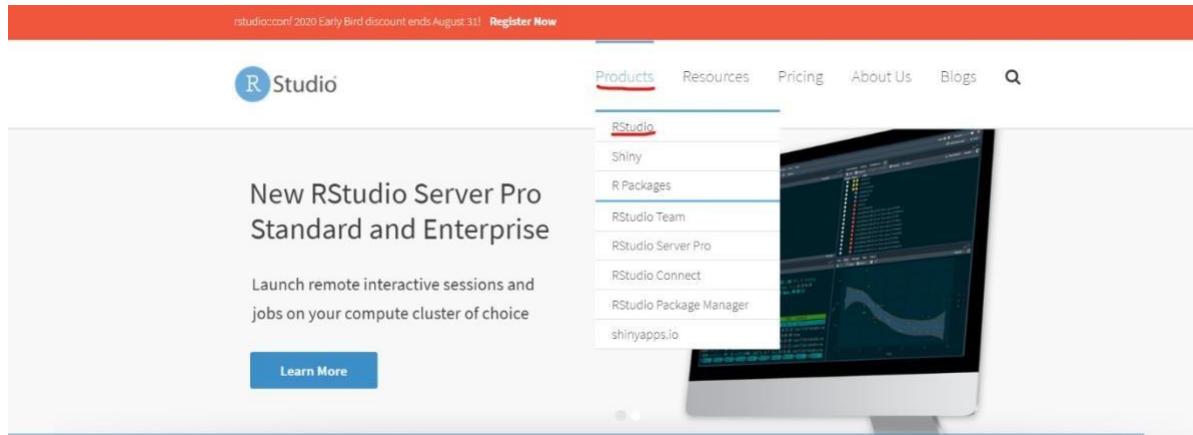 rstudio::conf 2020 Early Bird discount ends August 31! Register Now
R Studio
Products Resources Pricing About Us Blogs
RStudio
Shiny
R Packages
RStudio Team
RStudio Server Pro
RStudio Connect
RStudio Package Manager
shinyapps.io
New RStudio Server Pro
Standard and Enterprise
Launch remote interactive sessions and
jobs on your compute cluster of choice
Learn More